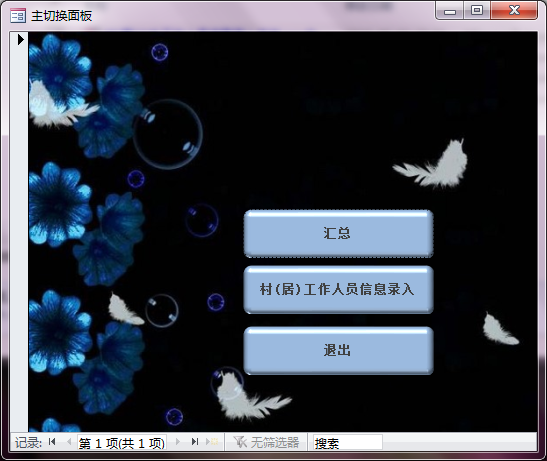 主切换面板
汇总
村(居)工作人员信息录入
退出
记录: 第 1 项(共 1 项) 无筛选器 搜索